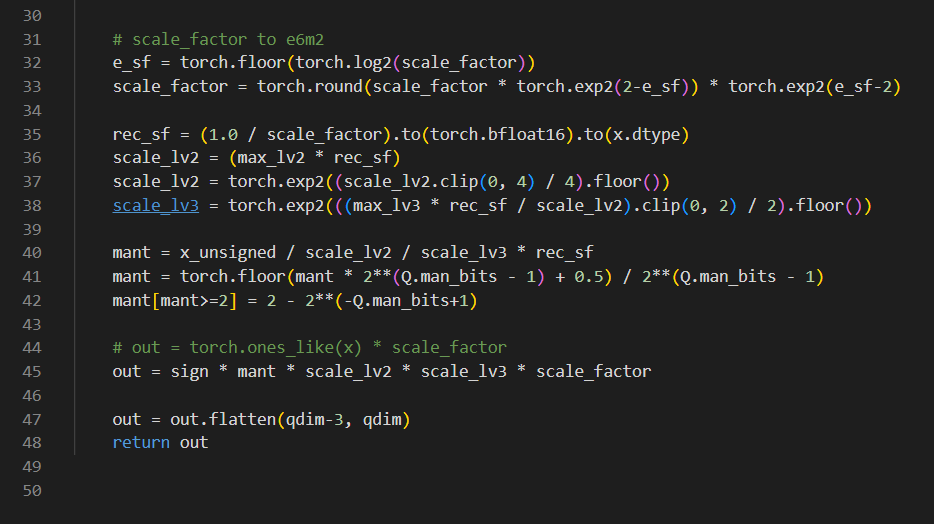 30
31 # scale_factor to e6m2
32 e_sf = torch.floor(torch.log2(scale_factor))
33 scale_factor = torch.round(scale_factor * torch.exp2(2-e_sf)) * torch.exp2(e_sf-2)
34
35 rec_sf = (1.0 / scale_factor).to(torch.bfloat16).to(x.dtype)
36 scale_lv2 = (max_lv2 * rec_sf)
37 scale_lv2 = torch.exp2((scale_lv2.clip(0, 4) / 4).floor())
38 scale_lv3 = torch.exp2(((max_lv3 * rec_sf / scale_lv2).clip(0, 2) / 2).floor())
39
40 mant = x_unsigned / scale_lv2 / scale_lv3 * rec_sf
41 mant = torch.floor(mant * 2**(Q.man_bits - 1) + 0.5) / 2**(Q.man_bits - 1)
42 mant[mant>=2] = 2 - 2**(-Q.man_bits+1)
43
44 # out = torch.ones_like(x) * scale_factor
45 out = sign * mant * scale_lv2 * scale_lv3 * scale_factor
46
47 out = out.flatten(qdim-3, qdim)
48 return out
49
50